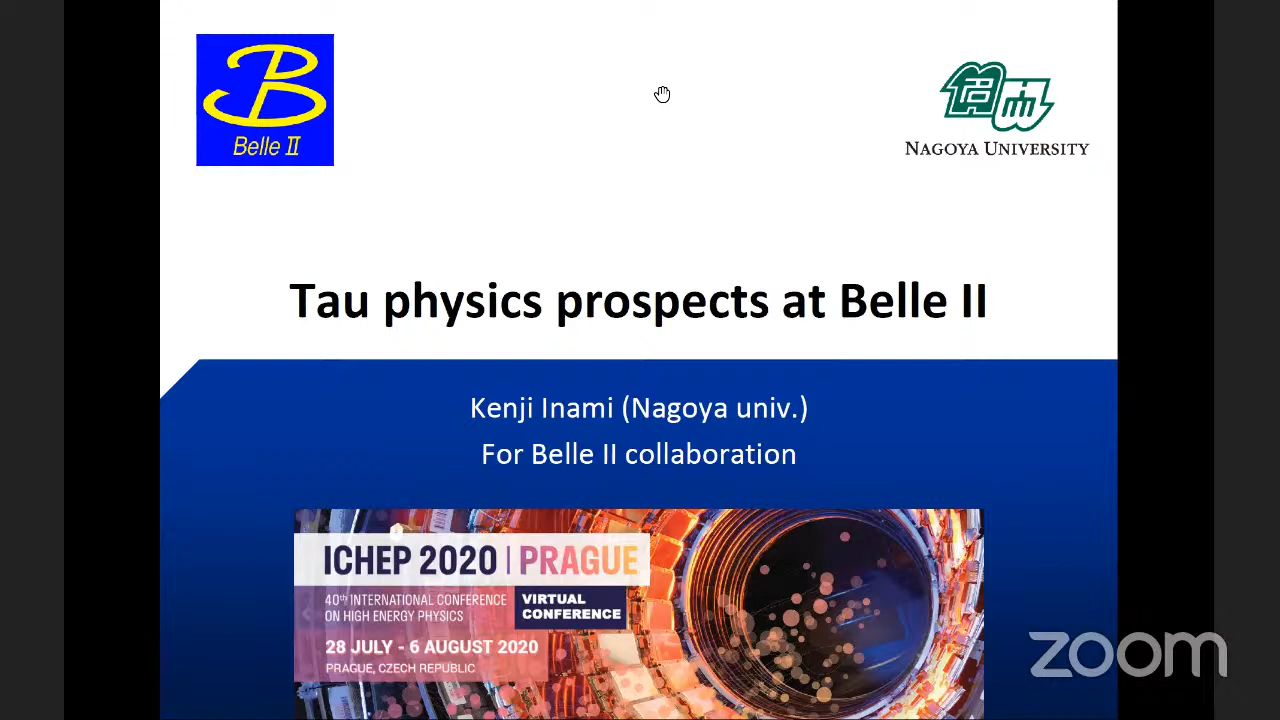 B
Belle II
名大
NAGOYA UNIVERSITY
Tau physics prospects at Belle II
Kenji Inami (Nagoya univ.)
For Belle II collaboration
ICHEP 2020 | PRAGUE
40th INTERNATIONAL CONFERENCE
ON HIGH ENERGY PHYSICS
VIRTUAL
CONFERENCE
28 JULY - 6 AUGUST 2020
PRAGUE, CZECH REPUBLIC
zoom